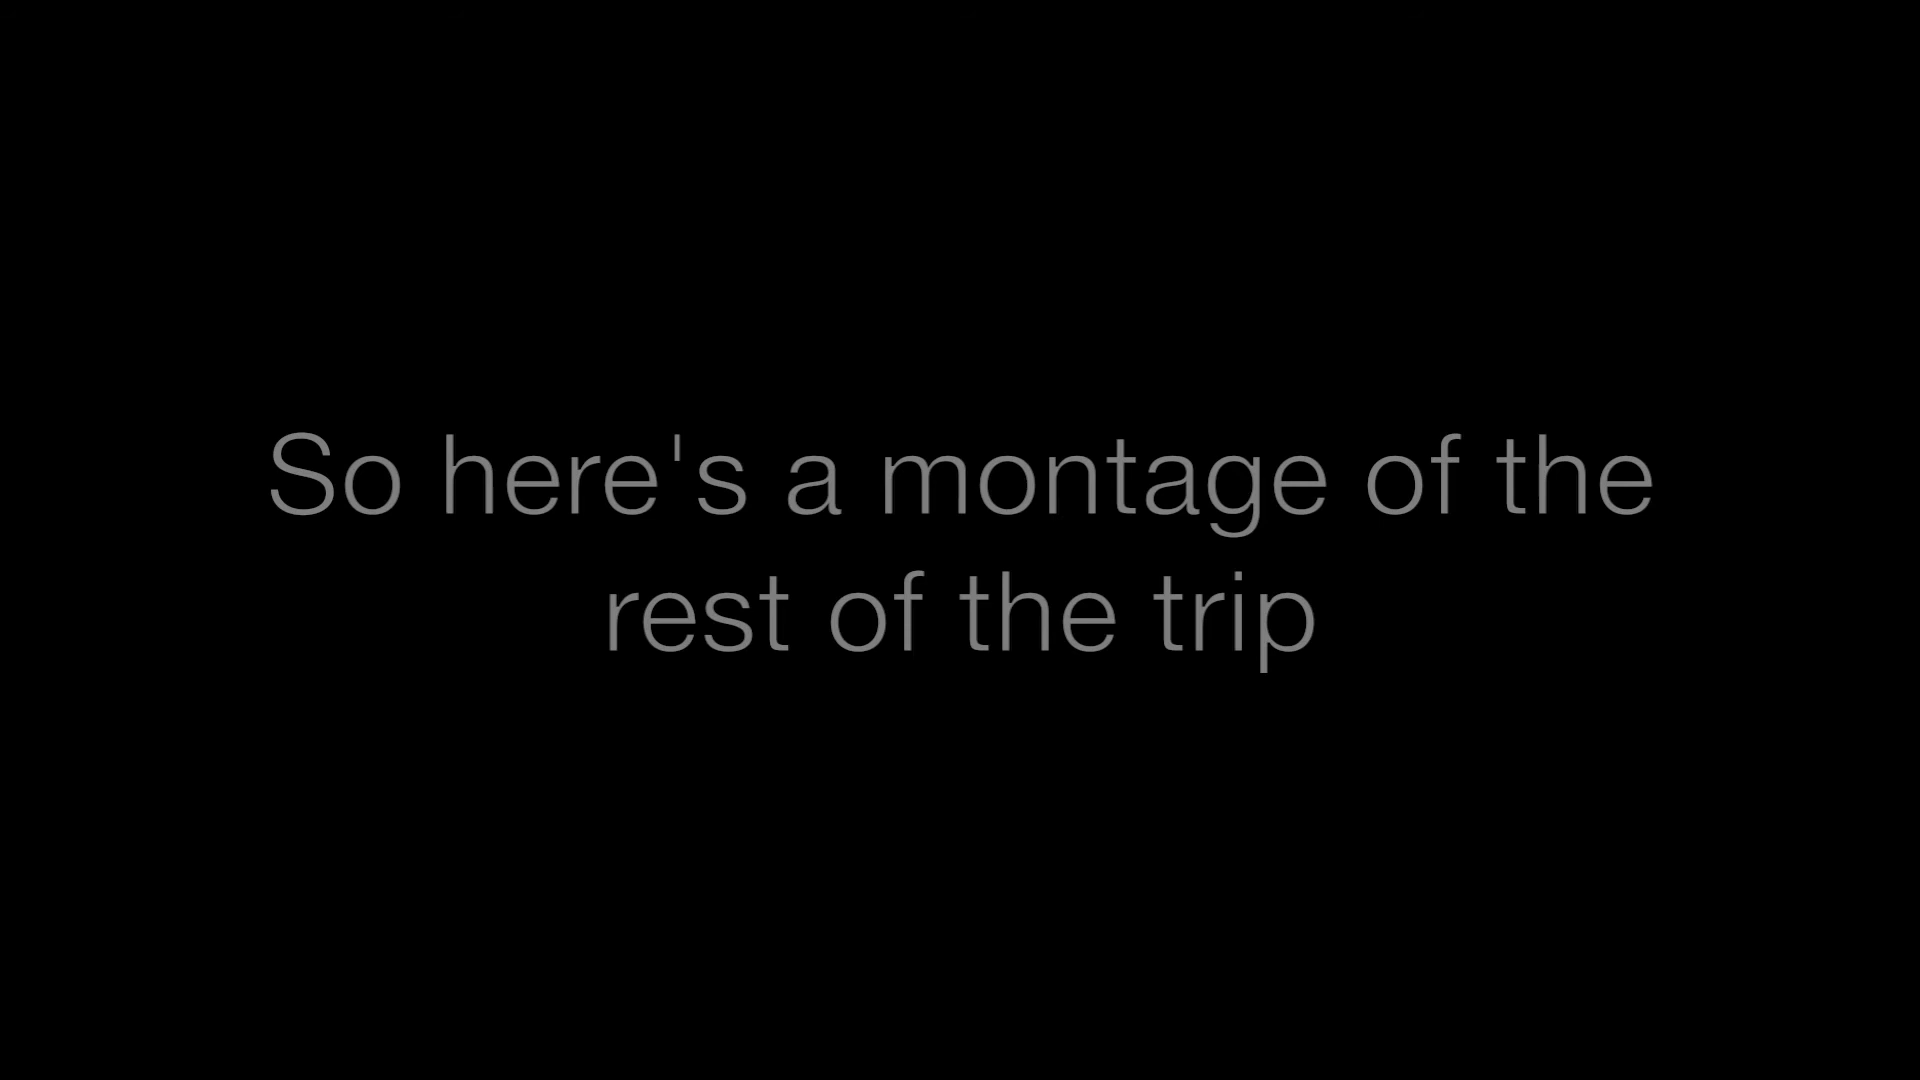 So here's a montage of the
rest of the trip